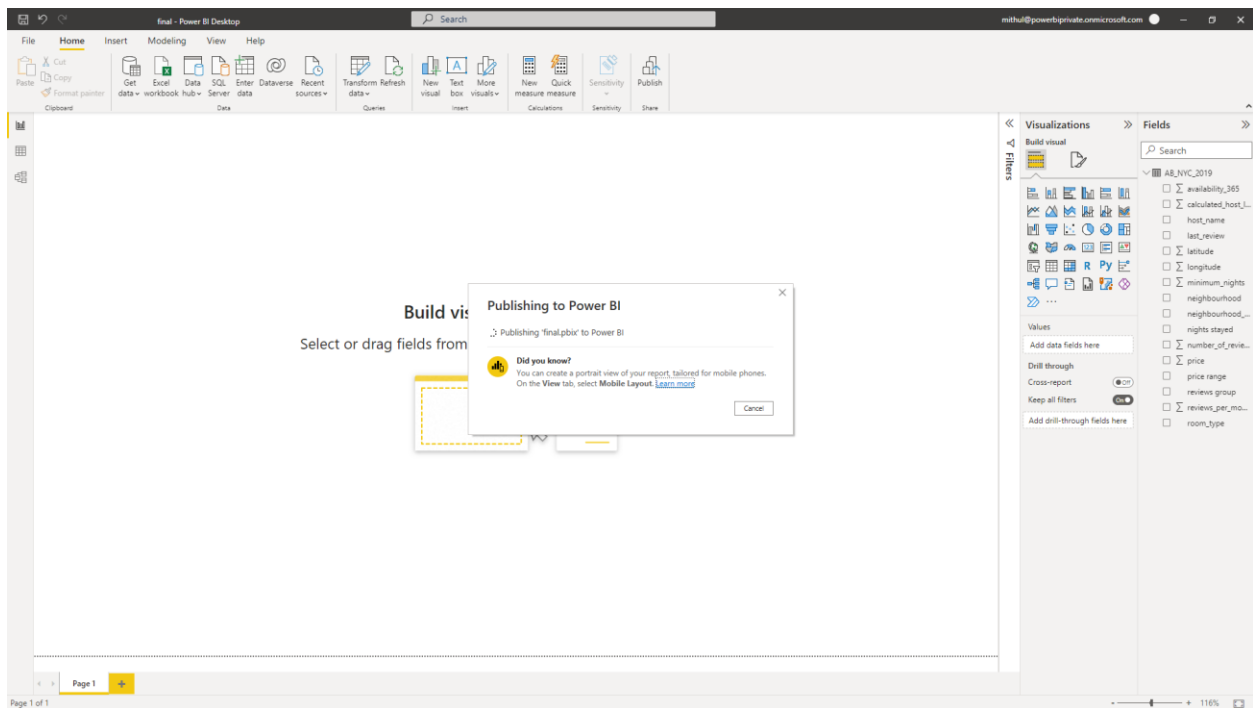 final - Power BI Desktop
Search
mithul@powerbiprivate.onmicrosoft.com
File Home Insert Modeling View Help
Paste
Cut
Copy
Format painter
Clipboard
Get data
Excel workbook
Data hub
SQL Server
Enter data
Dataverse
Recent sources
Data
Transform data
Refresh
Queries
New visual
Text box
More visuals
Insert
New measure
Quick measure
Calculations
Sensitivity
Sensitivity
Publish
Share
Build vis
Select or drag fields from
Publishing to Power BI
Publishing 'final.pbix' to Power BI
Did you know?
You can create a portrait view of your report, tailored for mobile phones.
On the View tab, select Mobile Layout. Learn more
Cancel
Filters
Visualizations
Build visual
123
R Py
...
Values
Add data fields here
Drill through
Cross-report
Off
Keep all filters
On
Add drill-through fields here
Fields
Search
AB_NYC_2019
∑ availability_365
∑ calculated_host_l...
host_name
last_review
∑ latitude
∑ longitude
∑ minimum_nights
neighbourhood
neighbourhood_...
nights stayed
∑ number_of_revie...
∑ price
price range
reviews group
∑ reviews_per_mo...
room_type
Page 1
+
Page 1 of 1
- + 116%